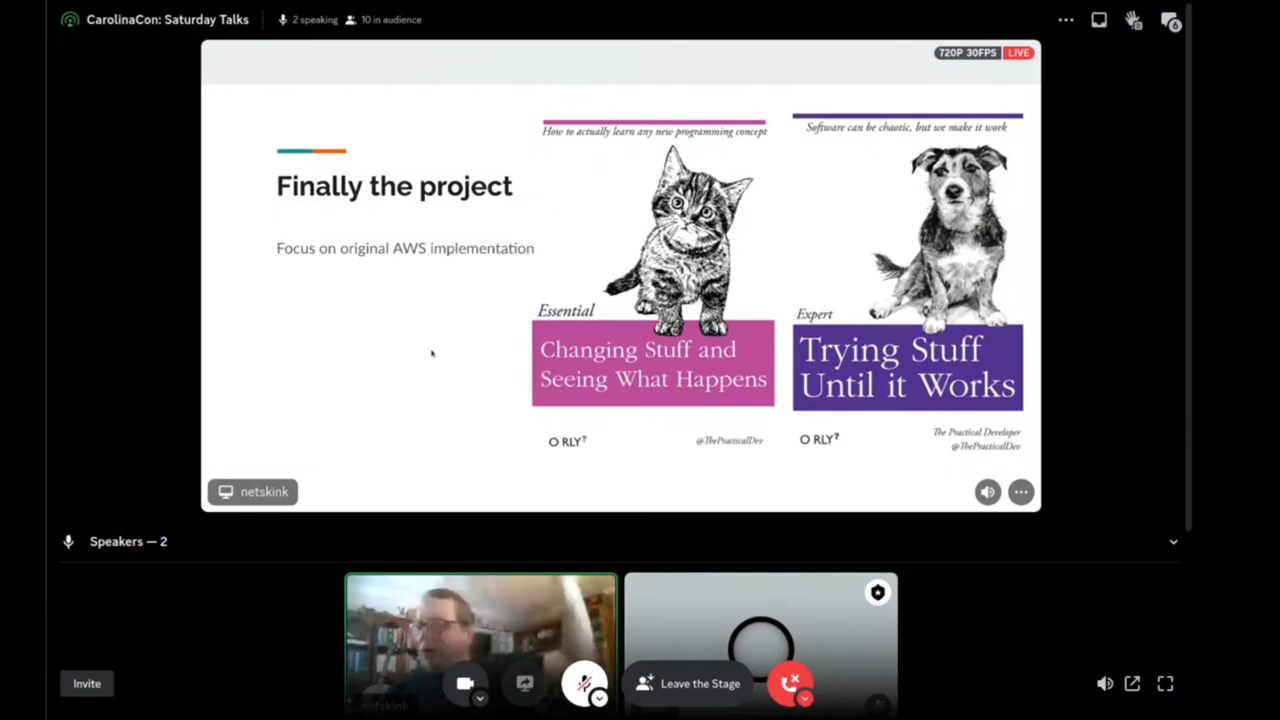 CarolinaCon: Saturday Talks
2 speaking
10 in audience
6
720P 30FPS
LIVE
Finally the project
Focus on original AWS implementation
How to actually learn any new programming concept
Essential
Changing Stuff and
Seeing What Happens
O RLY?
@ThePracticalDev
Software can be chaotic, but we make it work
Expert
Trying Stuff
Until it Works
O RLY?
The Practical Developer
@ThePracticalDev
netskink
Speakers — 2
netskink
Invite
Leave the Stage